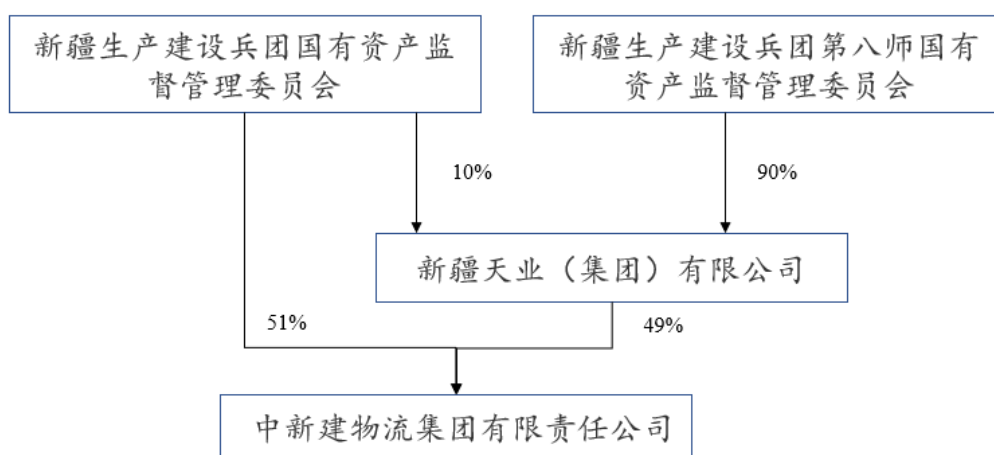 新疆生产建设兵团国有资产监
督管理委员会
新疆生产建设兵团第八师国有
资产监督管理委员会
10%
90%
新疆天业（集团）有限公司
51%
49%
中新建物流集团有限责任公司